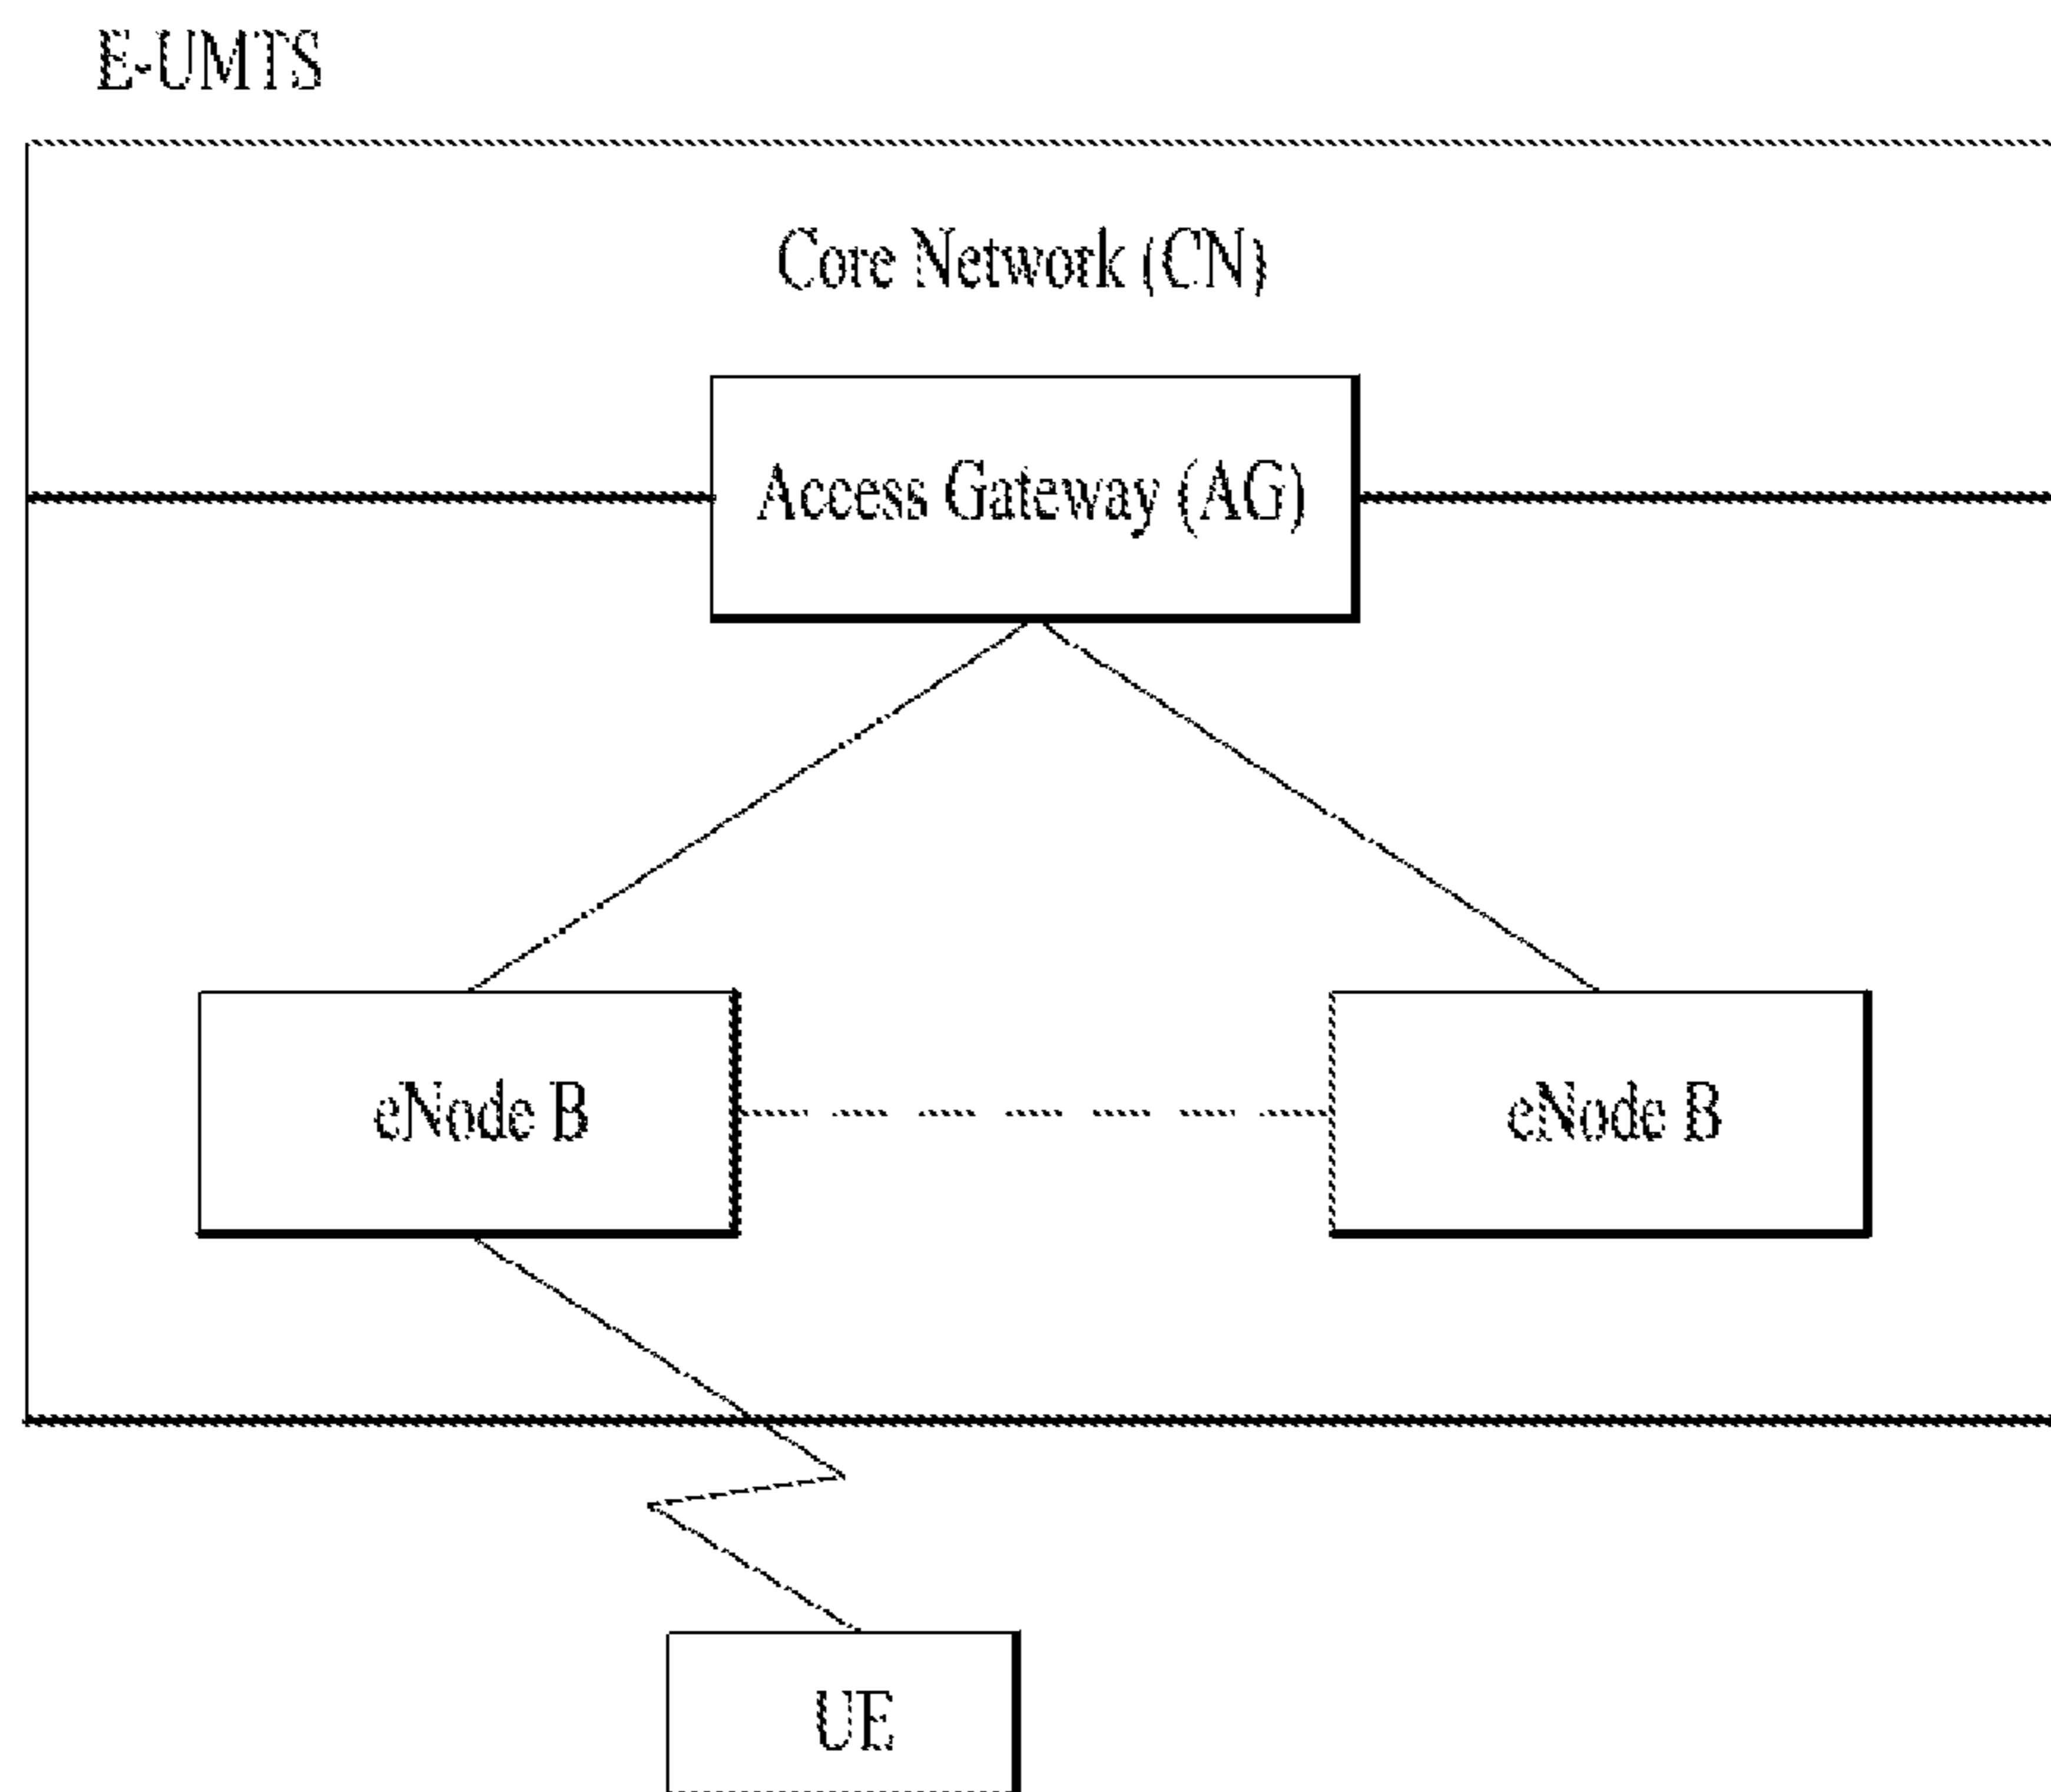 E-UMTS
Core Network (CN)
Access Gateway (AG)
eNode B
eNode B
UE